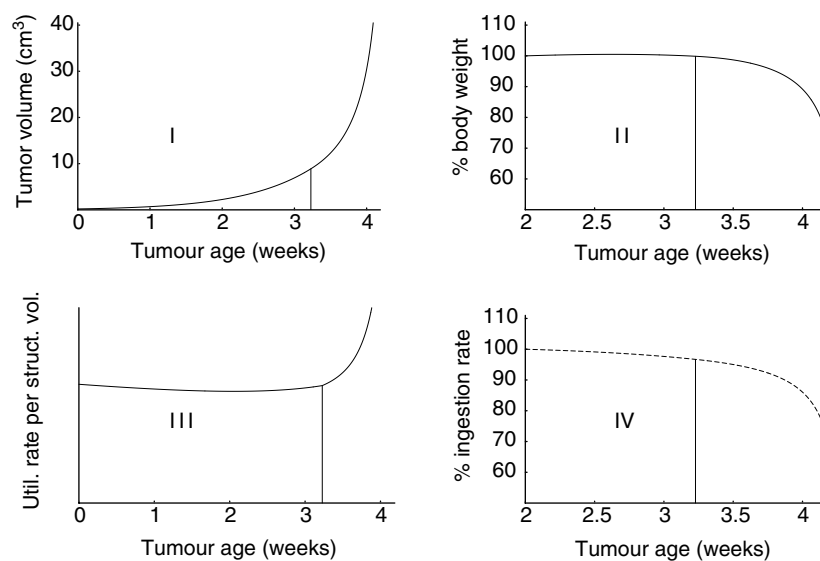 Tumor volume (cm3)
40
30
20
10
I
0 1 2 3 4
Tumour age (weeks)
% body weight
110
100
90
80
70
60
II
2 2.5 3 3.5 4
Tumour age (weeks)
Util. rate per struct. vol.
III
0 1 2 3 4
Tumour age (weeks)
% ingestion rate
110
100
90
80
70
60
IV
2 2.5 3 3.5 4
Tumour age (weeks)